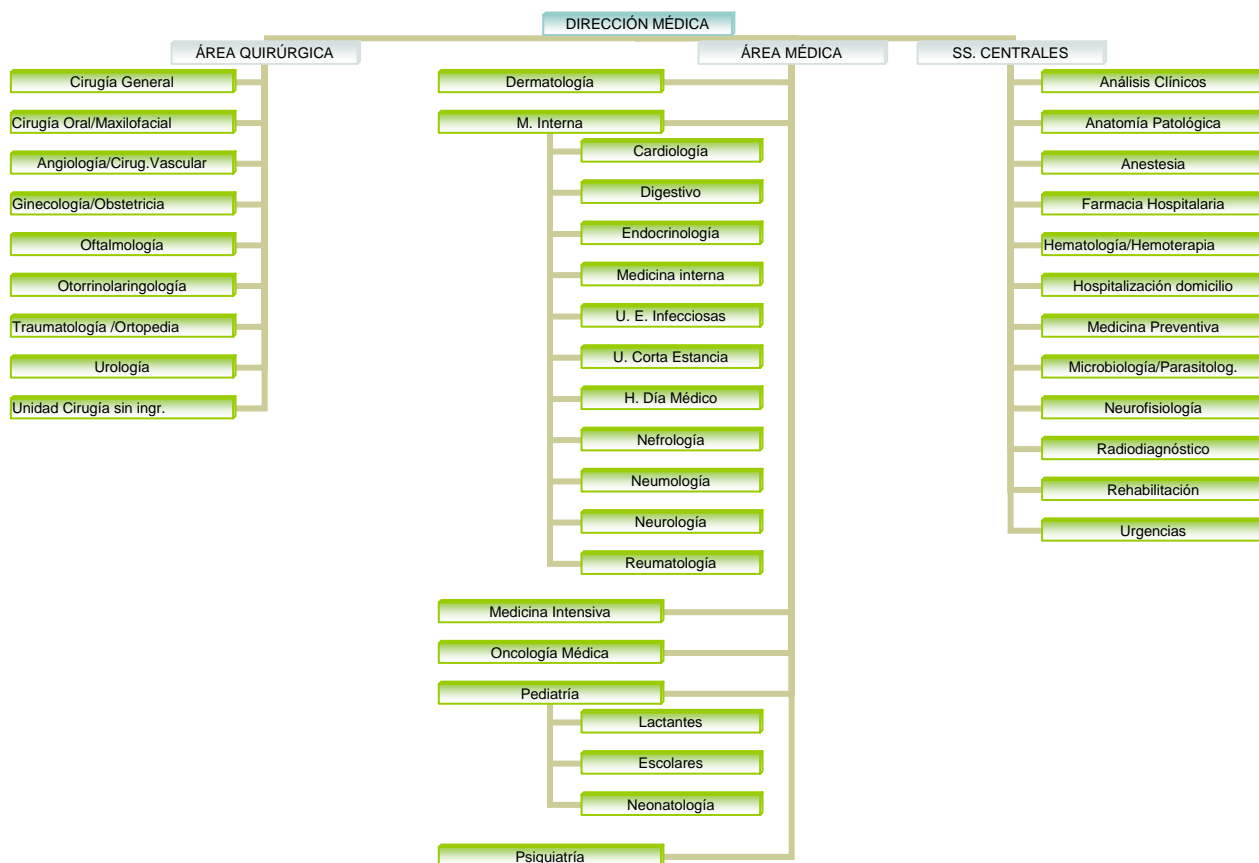 DIRECCIÓN MÉDICA
ÁREA QUIRÚRGICA
Cirugía General
Cirugía Oral/Maxilofacial
Angiología/Cirug.Vascular
Ginecología/Obstetricia
Oftalmología
Otorrinolaringología
Traumatología /Ortopedia
Urología
Unidad Cirugía sin ingr.
ÁREA MÉDICA
Dermatología
M. Interna
Cardiología
Digestivo
Endocrinología
Medicina interna
U. E. Infecciosas
U. Corta Estancia
H. Día Médico
Nefrología
Neumología
Neurología
Reumatología
Medicina Intensiva
Oncología Médica
Pediatría
Lactantes
Escolares
Neonatología
Psiquiatría
SS. CENTRALES
Análisis Clínicos
Anatomía Patológica
Anestesia
Farmacia Hospitalaria
Hematología/Hemoterapia
Hospitalización domicilio
Medicina Preventiva
Microbiología/Parasitolog.
Neurofisiología
Radiodiagnóstico
Rehabilitación
Urgencias